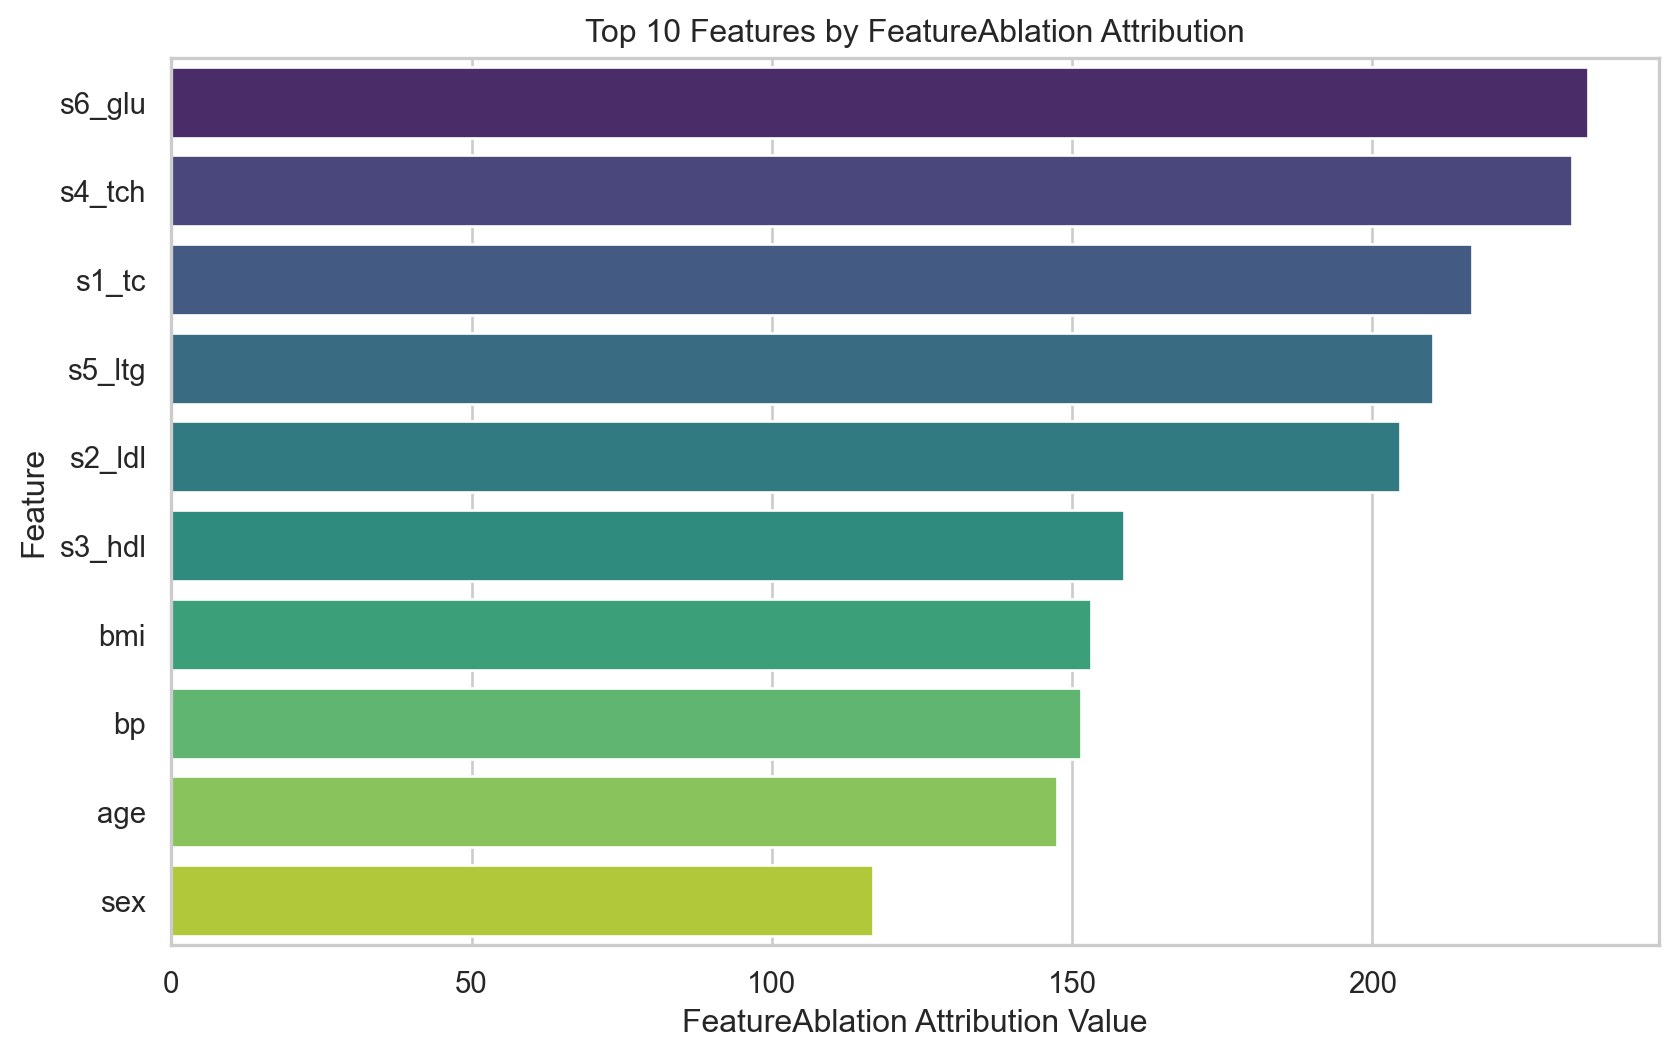 Top 10 Features by FeatureAblation Attribution
Feature
s6_glu
s4_tch
s1_tc
s5_ltg
s2_ldl
s3_hdl
bmi
bp
age
sex
0 50 100 150 200
FeatureAblation Attribution Value